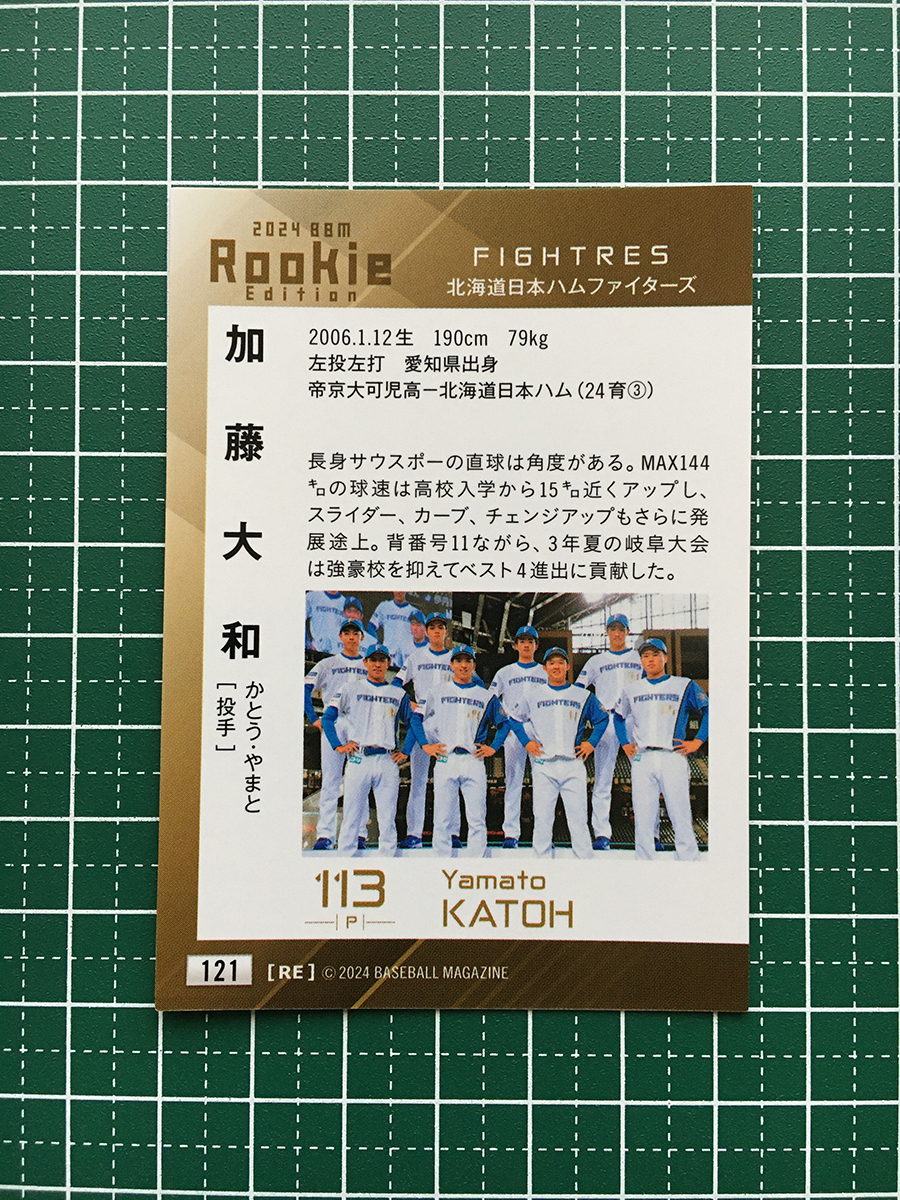 2024 BBM
Rookie
Edition
FIGHTRES
北海道日本ハムファイターズ
加藤大和
かとう・やまと
[投手]
2006.1.12生 190cm 79kg
左投左打 愛知県出身
帝京大可児高－北海道日本ハム（24育③）
長身サウスポーの直球は角度がある。MAX144
㌔の球速は高校入学から15㌔近くアップし、
スライダー、カーブ、チェンジアップもさらに発
展途上。背番号11ながら、3年夏の岐阜大会
は強豪校を抑えてベスト4進出に貢献した。
FIGHTERS
FIGHTERS
FIGHTERS
FIGHTERS
113
P
Yamato
KATOH
121
[RE] © 2024 BASEBALL MAGAZINE